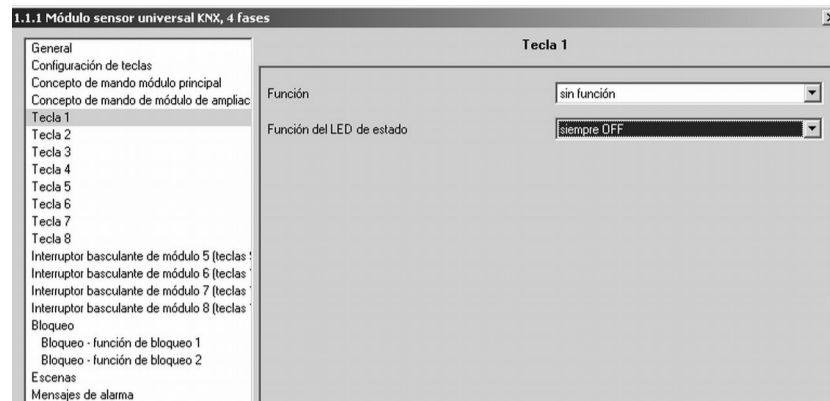 1.1.1 Módulo sensor universal KNX, 4 fases
General
Configuración de teclas
Concepto de mando módulo principal
Concepto de mando de módulo de ampliac
Tecla 1
Tecla 2
Tecla 3
Tecla 4
Tecla 5
Tecla 6
Tecla 7
Tecla 8
Interruptor basculante de módulo 5 (teclas
Interruptor basculante de módulo 6 (teclas
Interruptor basculante de módulo 7 (teclas
Interruptor basculante de módulo 8 (teclas
Bloqueo
Bloqueo - función de bloqueo 1
Bloqueo - función de bloqueo 2
Escenas
Mensajes de alarma
Tecla 1
Función sin función
Función del LED de estado siempre OFF